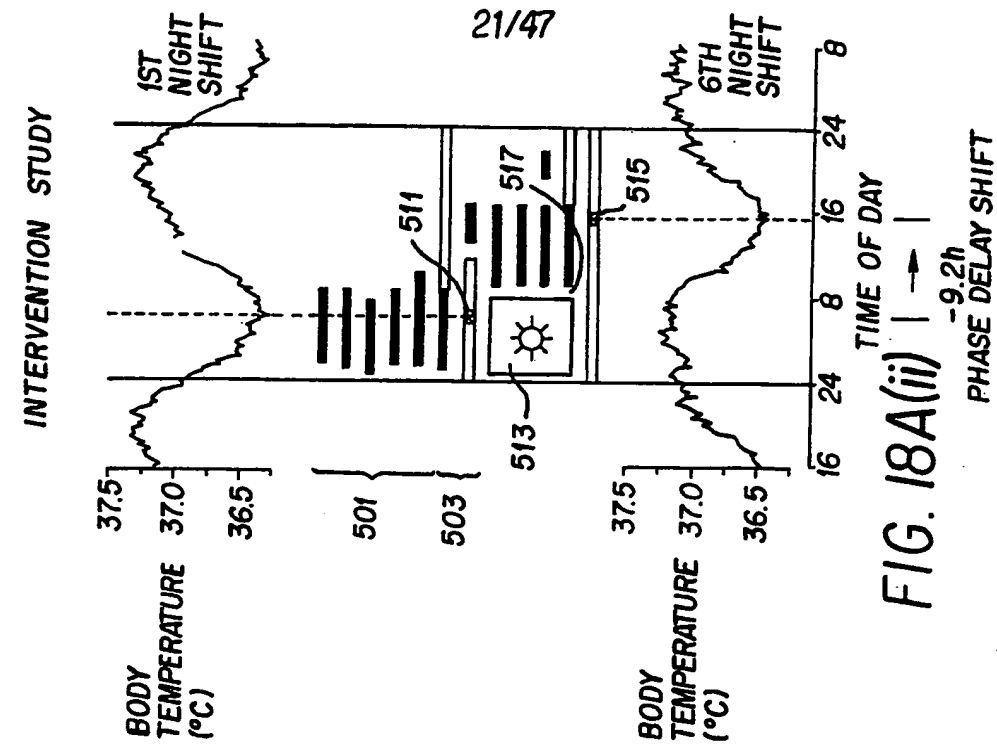 21/47
INTERVENTION STUDY
BODY
TEMPERATURE
(°C)
37.5
37.0
36.5
1ST
NIGHT
SHIFT
501
503
511
513
517
515
BODY
TEMPERATURE
(°C)
37.5
37.0
36.5
6TH
NIGHT
SHIFT
16 24 8 16 24 8
TIME OF DAY
-9.2h
PHASE DELAY SHIFT
FIG. 18A(ii)